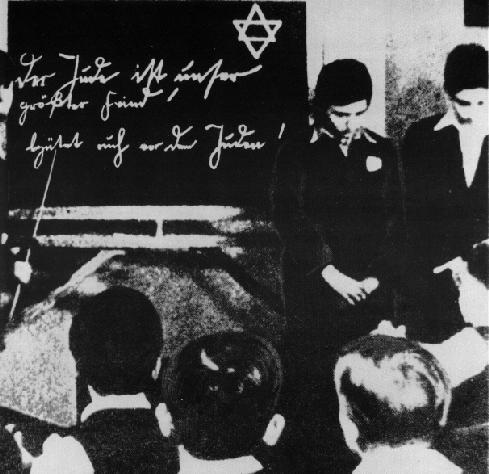 Der Jude ist unser
größter Feind!
hütet euch vor den Juden!